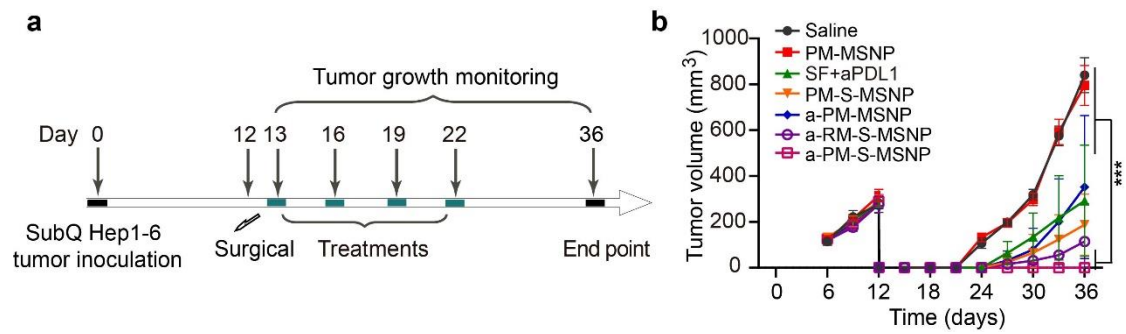 a
Tumor growth monitoring
Day 0 12 13 16 19 22 36
SubQ Hep1-6
tumor inoculation
Surgical
Treatments
End point
b
Saline
PM-MSNP
SF+aPDL1
PM-S-MSNP
a-PM-MSNP
a-RM-S-MSNP
a-PM-S-MSNP
Tumor volume (mm³)
1000
800
600
400
200
0
0 6 12 18 24 30 36
Time (days)
***